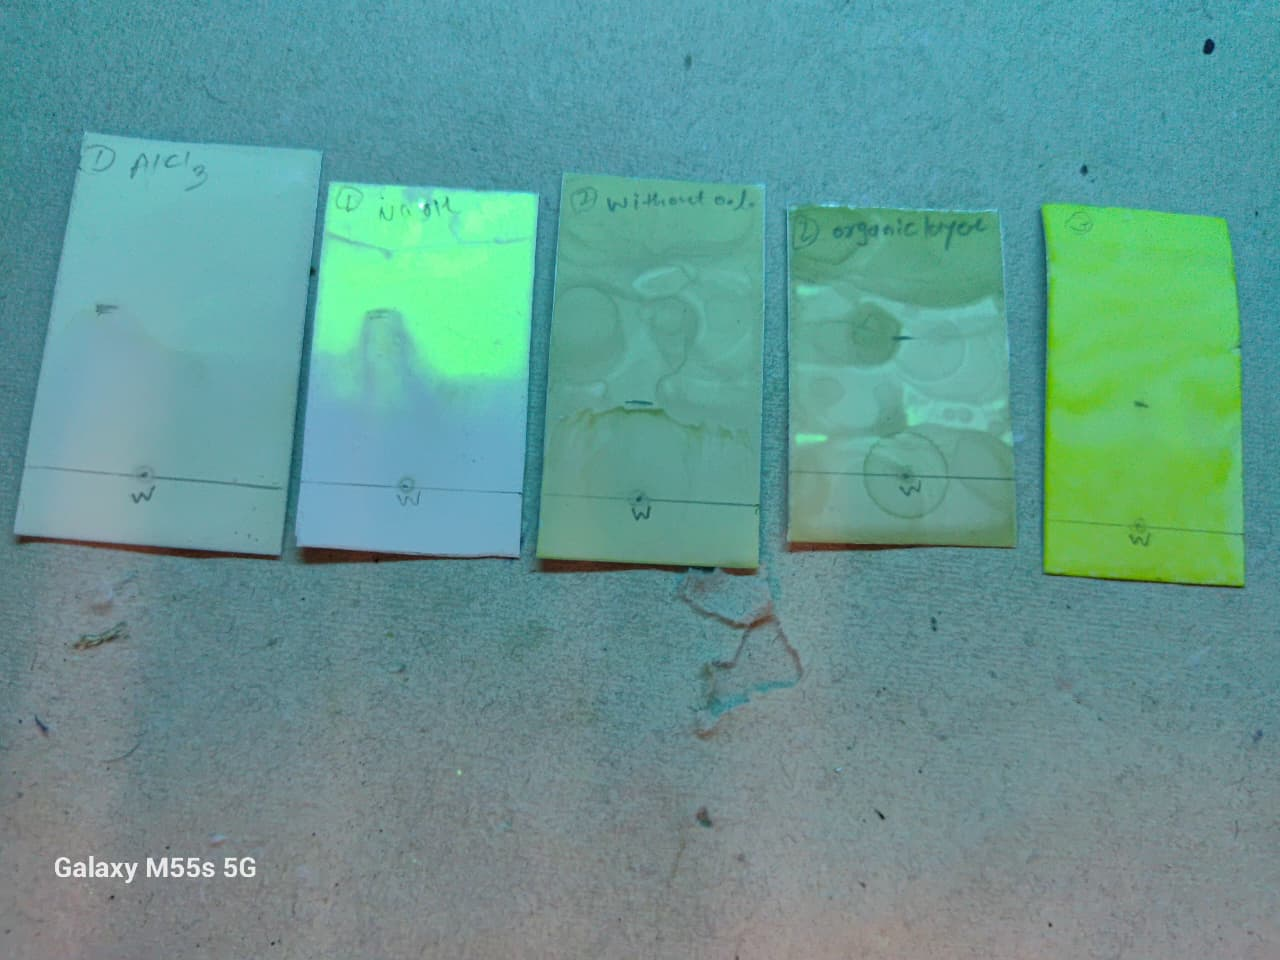 ① AlCl3
① NaOH
② without o.l.
② organic layer
W
W
W
W
W
Galaxy M55s 5G